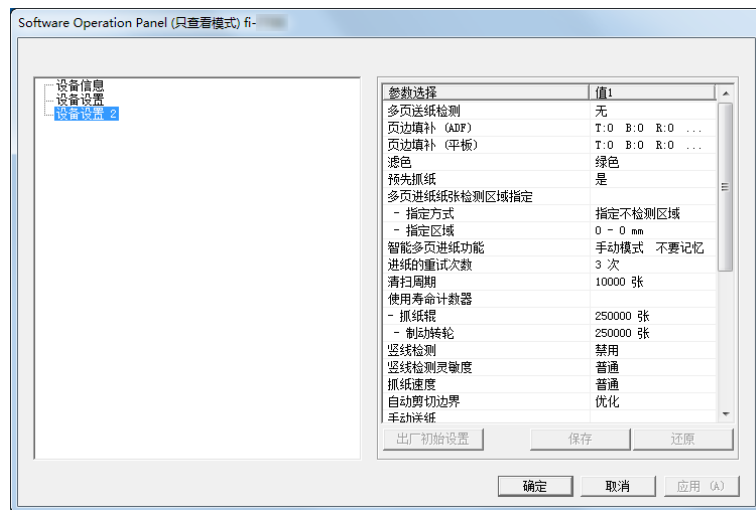 Software Operation Panel (只查看模式) fi-
设备信息
设备设置
设备设置 2
参数选择 值1
多页送纸检测 无
页边填补 (ADF) T:0 B:0 R:0 ...
页边填补 (平板) T:0 B:0 R:0 ...
滤色 绿色
预先抓纸 是
多页进纸纸张检测区域指定
- 指定方式 指定不检测区域
- 指定区域 0 - 0 mm
智能多页进纸功能 手动模式 不要记忆
进纸的重试次数 3 次
清扫周期 10000 张
使用寿命计数器
- 抓纸辊 250000 张
- 制动转轮 250000 张
竖线检测 禁用
竖线检测灵敏度 普通
抓纸速度 普通
自动剪切边界 优化
手动送纸
出厂初始设置 保存 还原
确定 取消 应用 (A)